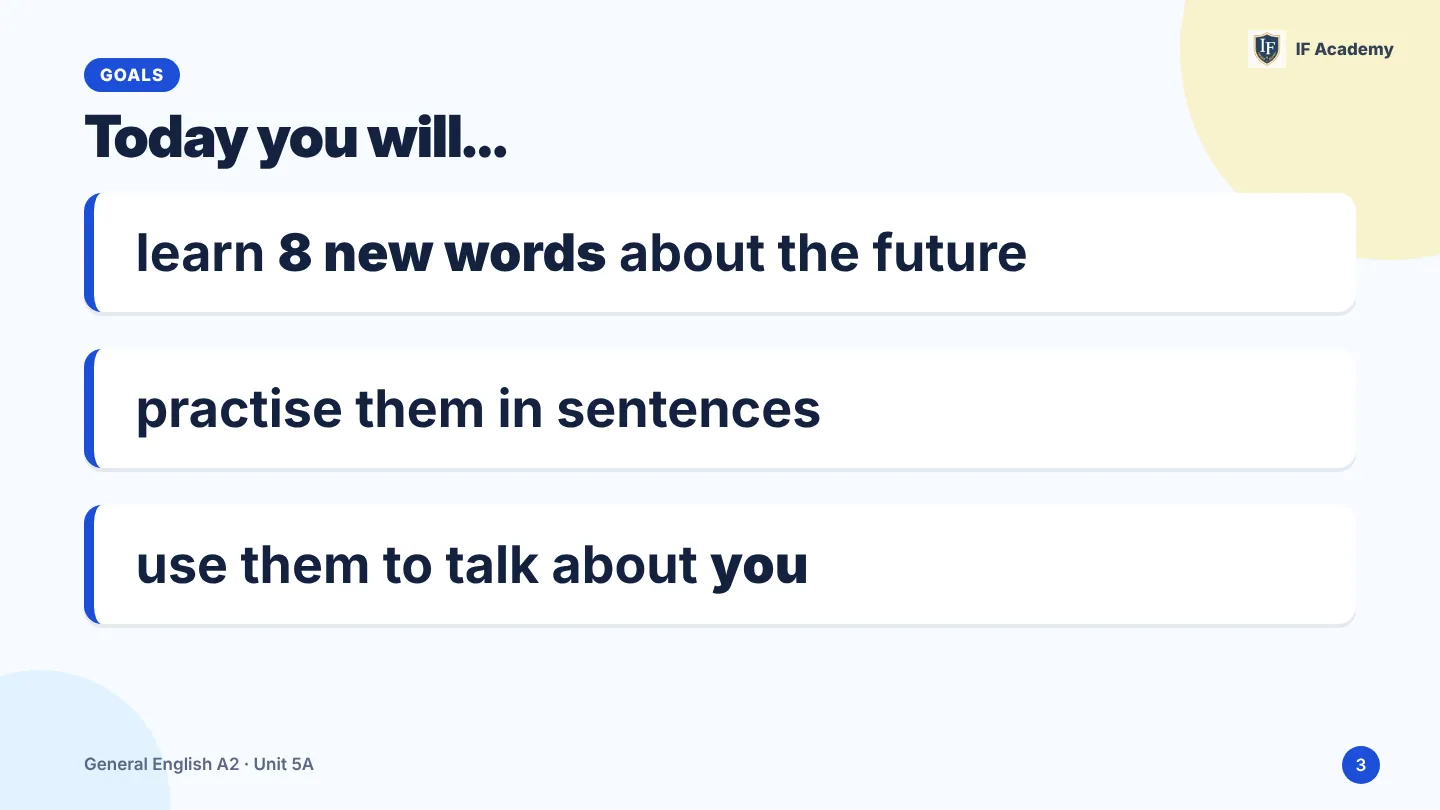 IF
IF Academy
GOALS
Today you will...
learn 8 new words about the future
practise them in sentences
use them to talk about you
General English A2 · Unit 5A
3